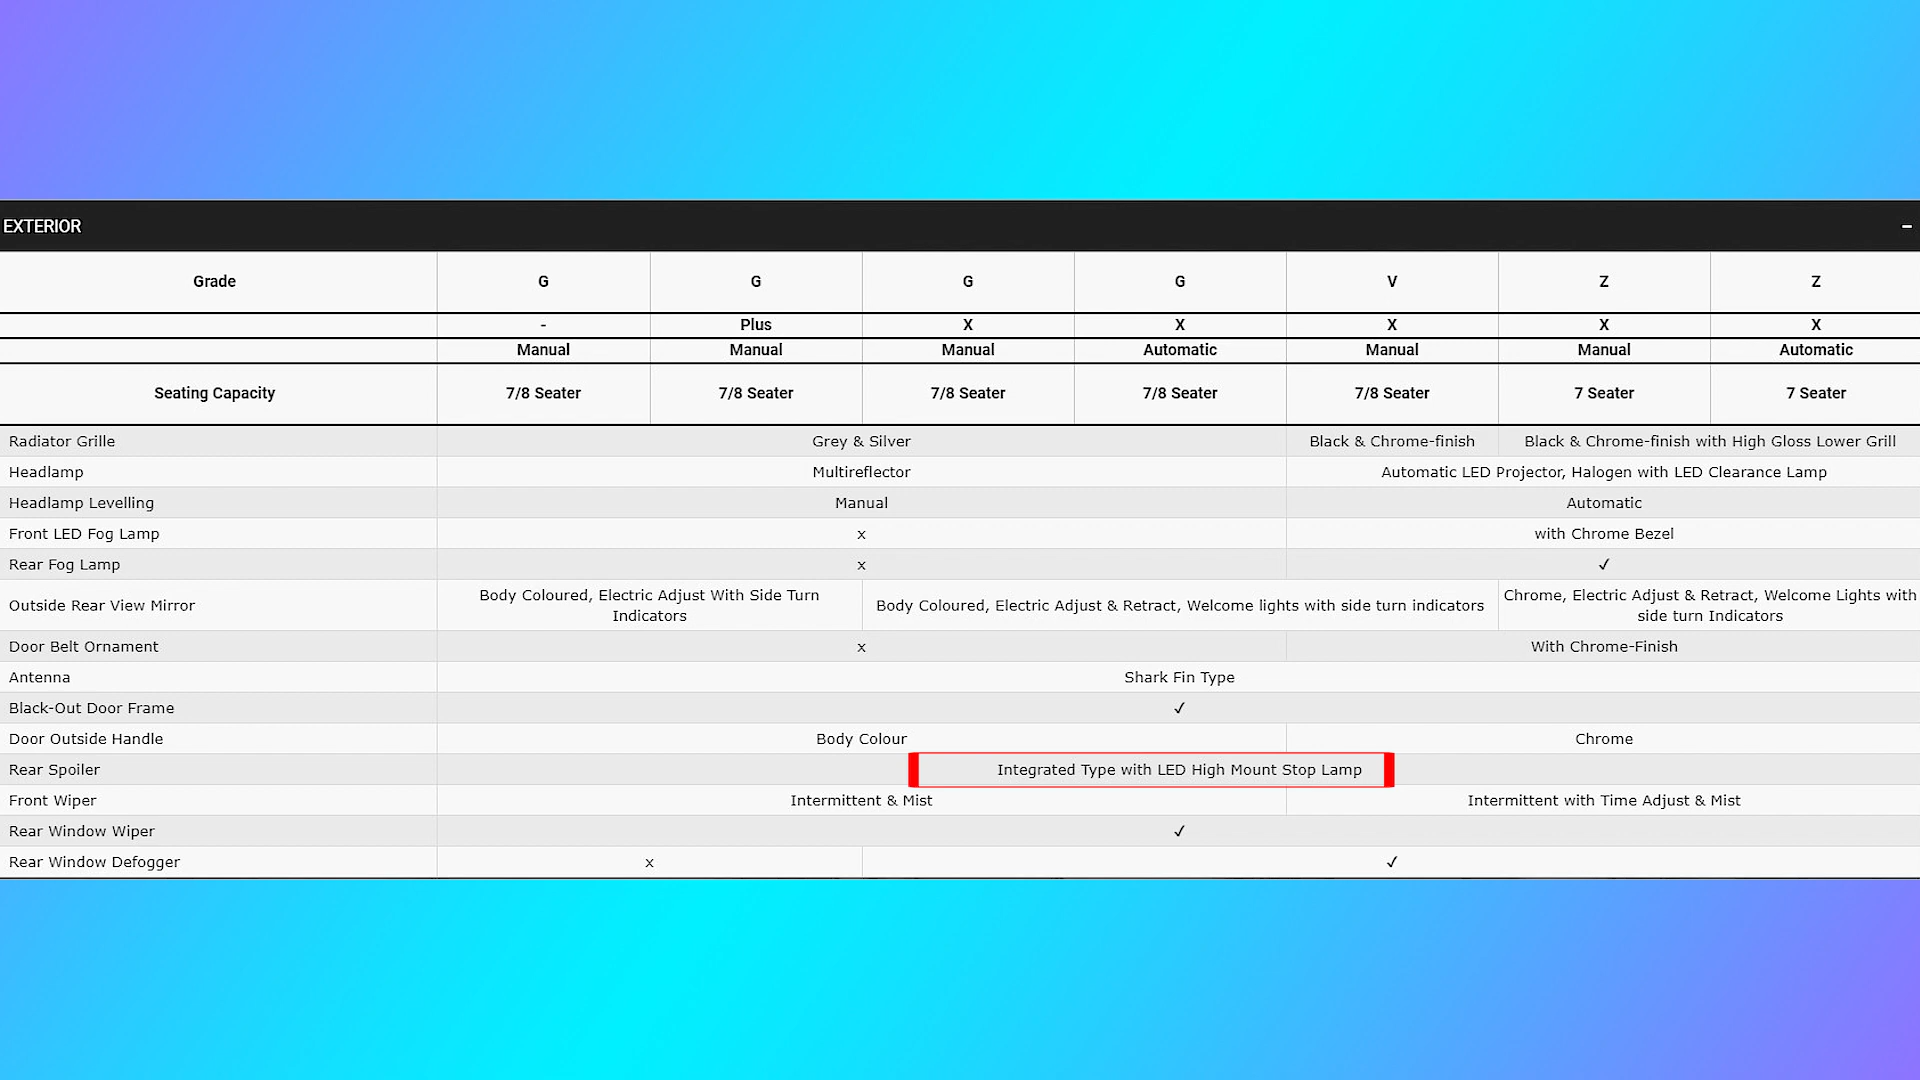 EXTERIOR –
Grade G G G G V Z Z
- Plus X X X X X
Manual Manual Manual Automatic Manual Manual Automatic
Seating Capacity 7/8 Seater 7/8 Seater 7/8 Seater 7/8 Seater 7/8 Seater 7 Seater 7 Seater
Radiator Grille Grey & Silver Black & Chrome-finish Black & Chrome-finish with High Gloss Lower Grill
Headlamp Multireflector Automatic LED Projector, Halogen with LED Clearance Lamp
Headlamp Levelling Manual Automatic
Front LED Fog Lamp x with Chrome Bezel
Rear Fog Lamp x ✓
Outside Rear View Mirror Body Coloured, Electric Adjust With Side Turn Body Coloured, Electric Adjust & Retract, Welcome lights with side turn indicators Chrome, Electric Adjust & Retract, Welcome Lights with
Indicators side turn Indicators
Door Belt Ornament x With Chrome-Finish
Antenna Shark Fin Type
Black-Out Door Frame ✓
Door Outside Handle Body Colour Chrome
Rear Spoiler Integrated Type with LED High Mount Stop Lamp
Front Wiper Intermittent & Mist Intermittent with Time Adjust & Mist
Rear Window Wiper ✓
Rear Window Defogger x ✓